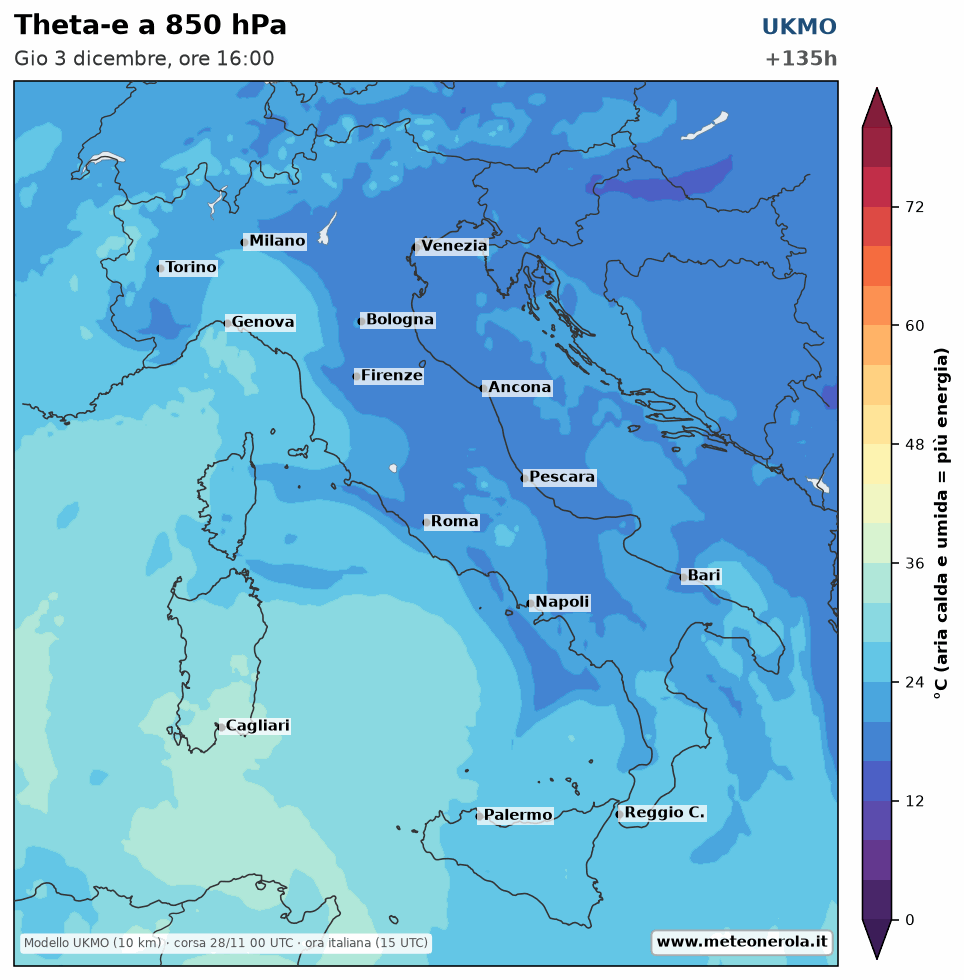 Theta-e a 850 hPa
UKMO
Gio 3 dicembre, ore 16:00
+135h
Milano
Venezia
Torino
Genova
Bologna
Firenze
Ancona
Pescara
Roma
Bari
Napoli
Cagliari
Palermo
Reggio C.
72
60
48
36
24
12
0
°C (aria calda e umida = più energia)
Modello UKMO (10 km) · corsa 28/11 00 UTC · ora italiana (15 UTC)
www.meteonerola.it